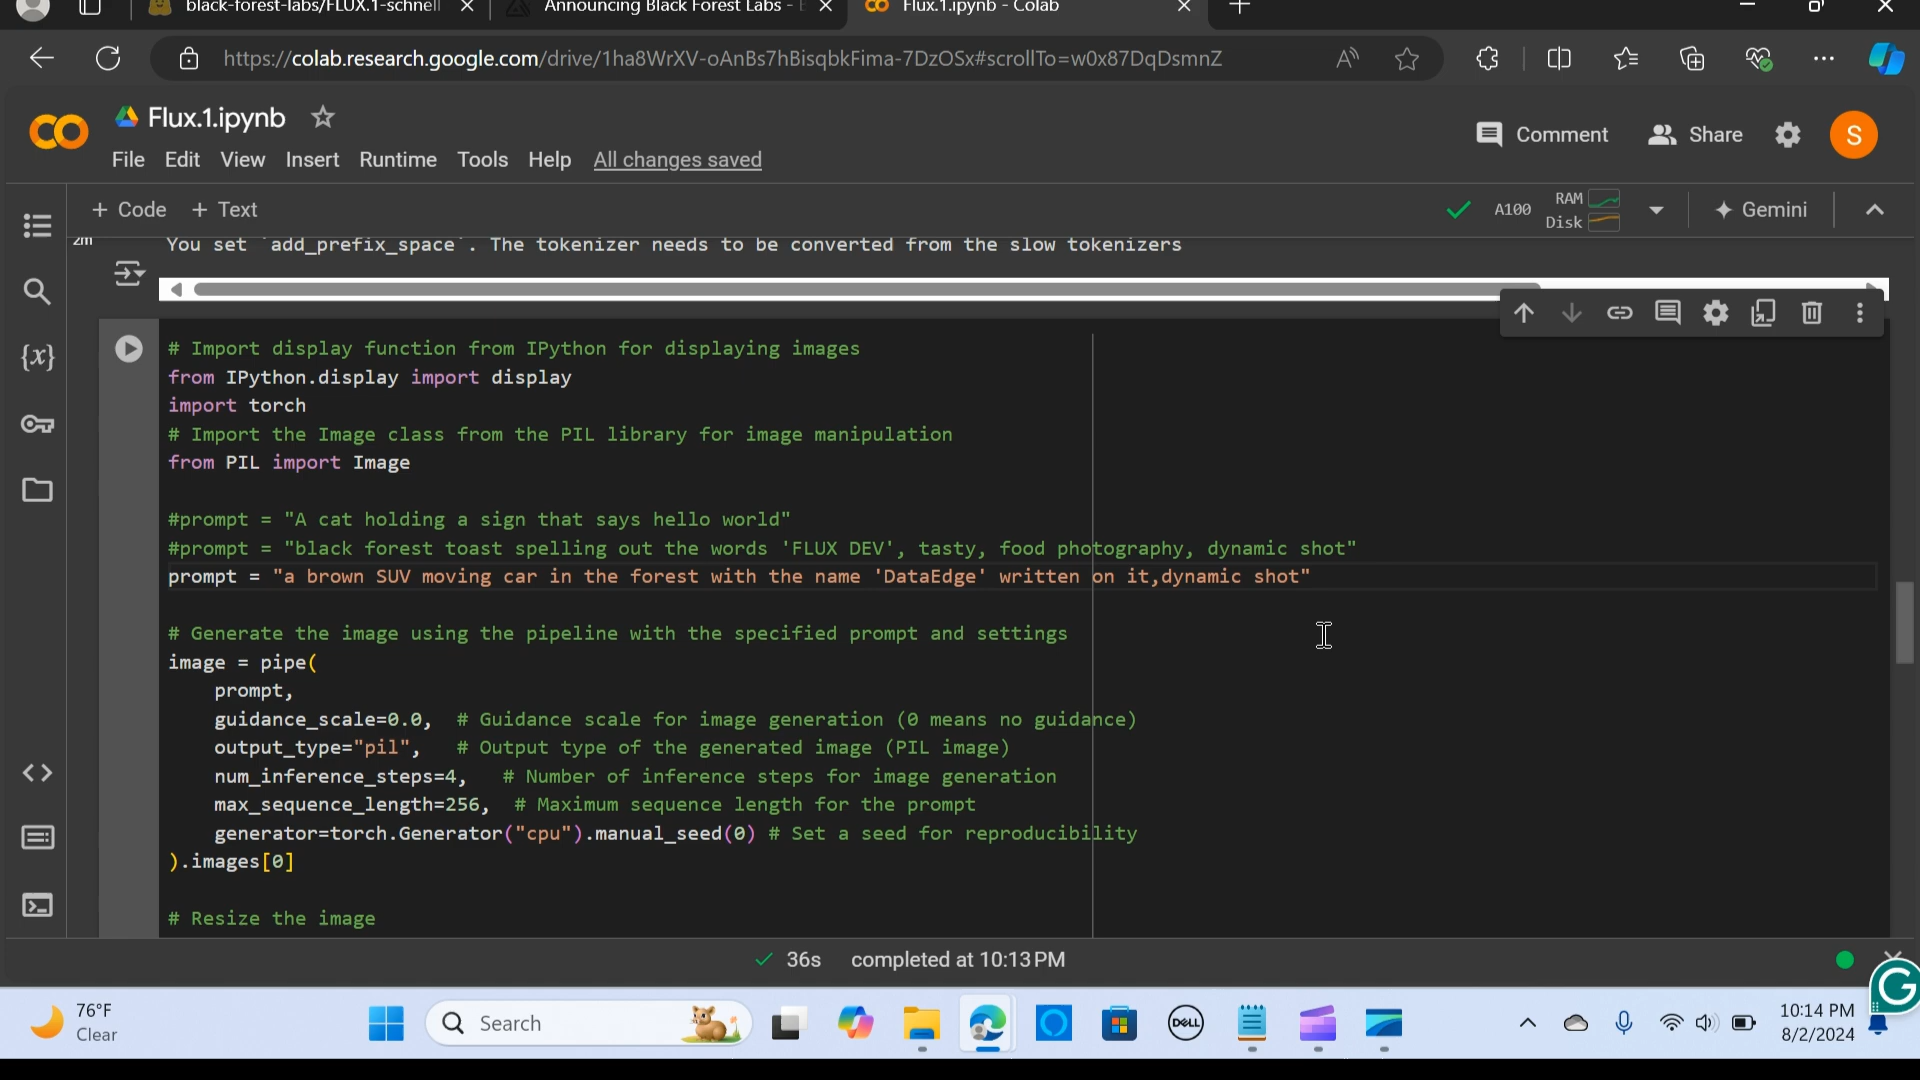 black-forest-labs/FLUX.1-schnell
Announcing Black Forest Labs -
Flux.1.ipynb - Colab
https://colab.research.google.com/drive/1ha8WrXV-oAnBs7hBisqbkFima-7DzOSx#scrollTo=w0x87DqDsmnZ
CO
Flux.1.ipynb
Comment
Share
S
File Edit View Insert Runtime Tools Help All changes saved
+ Code + Text
A100
RAM
Disk
Gemini
2m
You set `add_prefix_space`. The tokenizer needs to be converted from the slow tokenizers
{x}
# Import display function from IPython for displaying images
from IPython.display import display
import torch
# Import the Image class from the PIL library for image manipulation
from PIL import Image
#prompt = "A cat holding a sign that says hello world"
#prompt = "black forest toast spelling out the words 'FLUX DEV', tasty, food photography, dynamic shot"
prompt = "a brown SUV moving car in the forest with the name 'DataEdge' written on it,dynamic shot"
# Generate the image using the pipeline with the specified prompt and settings
image = pipe(
prompt,
guidance_scale=0.0, # Guidance scale for image generation (0 means no guidance)
output_type="pil", # Output type of the generated image (PIL image)
num_inference_steps=4, # Number of inference steps for image generation
max_sequence_length=256, # Maximum sequence length for the prompt
generator=torch.Generator("cpu").manual_seed(0) # Set a seed for reproducibility
).images[0]
# Resize the image
36s completed at 10:13 PM
G
76°F
Clear
Search
DELL
10:14 PM
8/2/2024